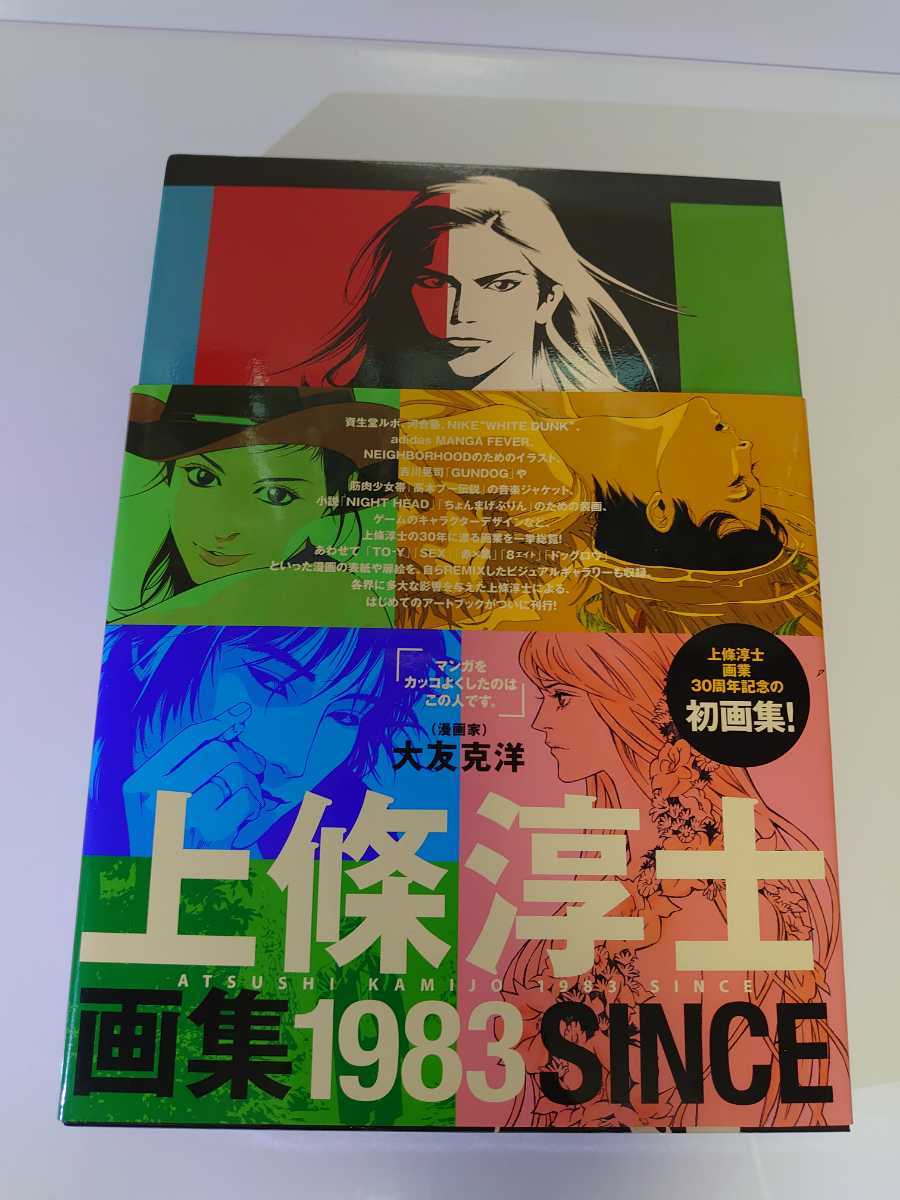 資生堂ルポ、河合塾、NIKE“WHITE DUNK”、
adidas MANGA FEVER、
NEIGHBORHOODのためのイラスト、
吉川晃司「GUNDOG」や
筋肉少女帯「高木ブー伝説」の音楽ジャケット、
小説「NIGHT HEAD」「ちょんまげぷりん」のための装画、
ゲームのキャラクターデザインなど、
上條淳士の30年に渡る画業を一挙総覧!
あわせて「TO-Y」「SEX」「赤×黒」「8エイト」「ドッグロウ」
といった漫画の表紙や扉絵を、自らREMIXしたビジュアルギャラリーも収録。
各界に多大な影響を与えた上條淳士による、
はじめてのアートブックがついに刊行!
「マンガを
カッコよくしたのは
この人です。」
(漫画家)
大友克洋
上條淳士
画業
30周年記念の
初画集!
上條淳士
ATSUSHI KAMIJO 1983 SINCE
画集1983 SINCE